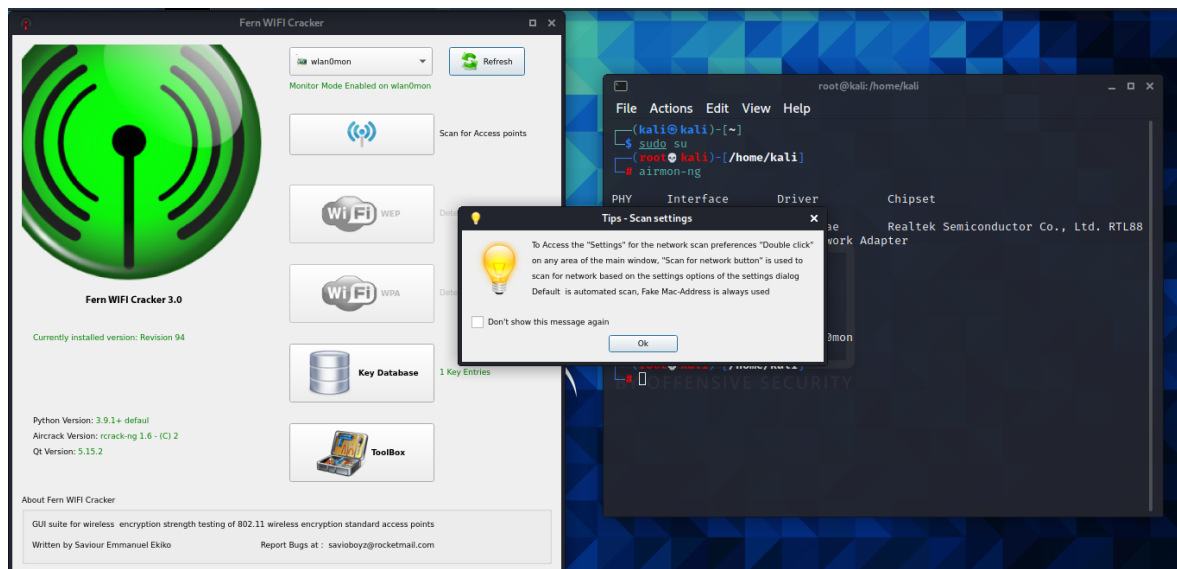 Fern WIFI Cracker
wlan0mon
Refresh
Monitor Mode Enabled on wlan0mon
Scan for Access points
WiFi WEP
WiFi WPA
Fern WIFI Cracker 3.0
Currently installed version: Revision 94
Key Database
1 Key Entries
Python Version: 3.9.1+ defaul
Aircrack Version: rcrack-ng 1.6 - (C) 2
Qt Version: 5.15.2
ToolBox
About Fern WIFI Cracker
GUI suite for wireless encryption strength testing of 802.11 wireless encryption standard access points
Written by Saviour Emmanuel Ekiko
Report Bugs at : savioboyz@rocketmail.com
Tips - Scan settings
To Access the "Settings" for the network scan preferences "Double click"
on any area of the main window, "Scan for network button" is used to
scan for network based on the settings options of the settings dialog
Default is automated scan, Fake Mac-Address is always used
Don't show this message again
Ok
root@kali:/home/kali
File Actions Edit View Help
(kali㉿kali)-[~]
$ sudo su
(root💀kali)-[/home/kali]
# airmon-ng
PHY Interface Driver Chipset
Realtek Semiconductor Co., Ltd. RTL88
work Adapter
0mon
(root💀kali)-[/home/kali]
#
OFFENSIVE SECURITY